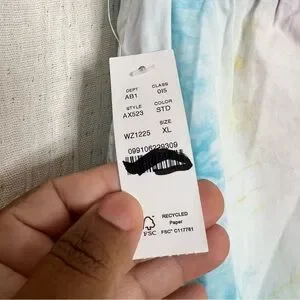 DEPT CLASS
AB1 015
STYLE COLOR
AX523 STD
SIZE
WZ1225 XL
099106229309
RECYCLED
Paper
FSC FSC® C117781